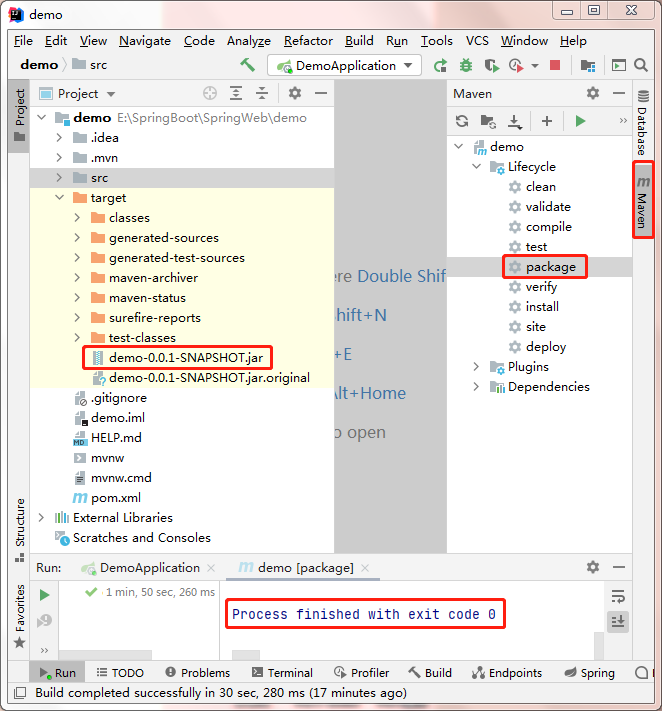 demo
File Edit View Navigate Code Analyze Refactor Build Run Tools VCS Window Help
demo src DemoApplication
Project
Project
demo E:\SpringBoot\SpringWeb\demo
.idea
.mvn
src
target
classes
generated-sources
generated-test-sources
maven-archiver
maven-status
surefire-reports
test-classes
demo-0.0.1-SNAPSHOT.jar
demo-0.0.1-SNAPSHOT.jar.original
.gitignore
demo.iml
HELP.md
mvnw
mvnw.cmd
pom.xml
External Libraries
Scratches and Consoles
Double Shif
hift+N
+E
lt+Home
o open
Maven
demo
Lifecycle
clean
validate
compile
test
package
verify
install
site
deploy
Plugins
Dependencies
Database
Maven
Structure
Favorites
Run: DemoApplication demo [package]
1 min, 50 sec, 260 ms
Process finished with exit code 0
Run TODO Problems Terminal Profiler Build Endpoints Spring
Build completed successfully in 30 sec, 280 ms (17 minutes ago)